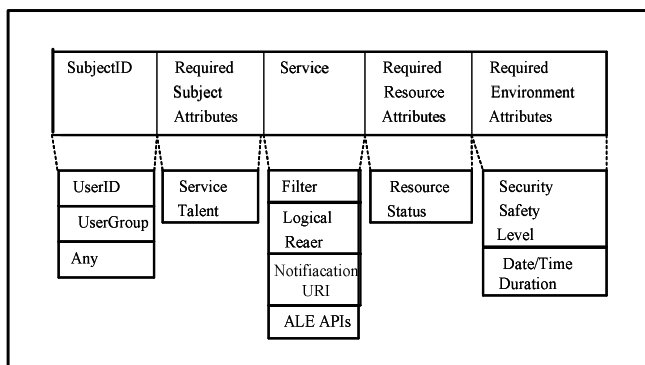 SubjectID
Required
Subject
Attributes
Service
Required
Resource
Attributes
Required
Environment
Attributes
UserID
UserGroup
Any
Service
Talent
Filter
Logical
Reaer
Notifiacation
URI
ALE APIs
Resource
Status
Security
Safety
Level
Date/Time
Duration